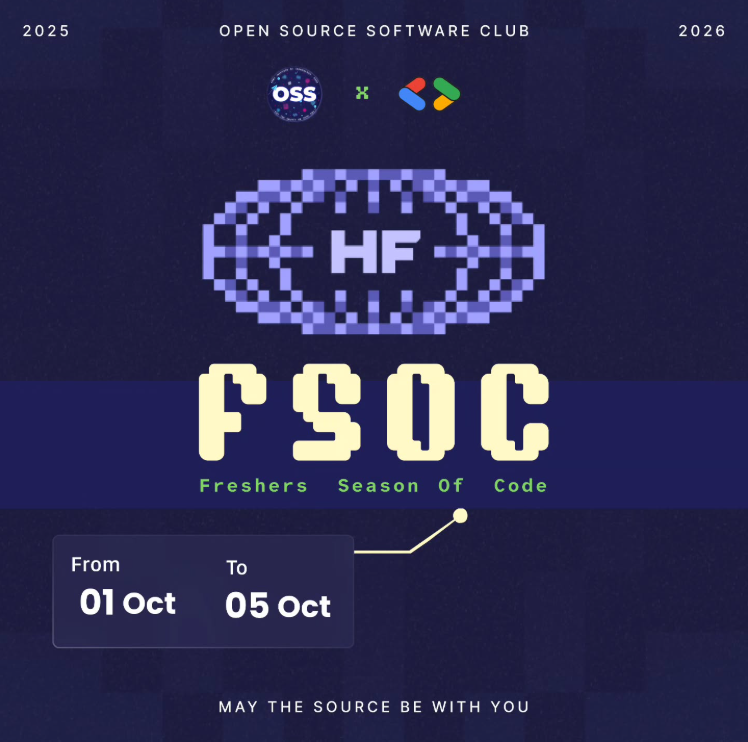 2025 OPEN SOURCE SOFTWARE CLUB 2026
OSS x
HF
FSOC
Freshers Season Of Code
From To
01 Oct 05 Oct
MAY THE SOURCE BE WITH YOU